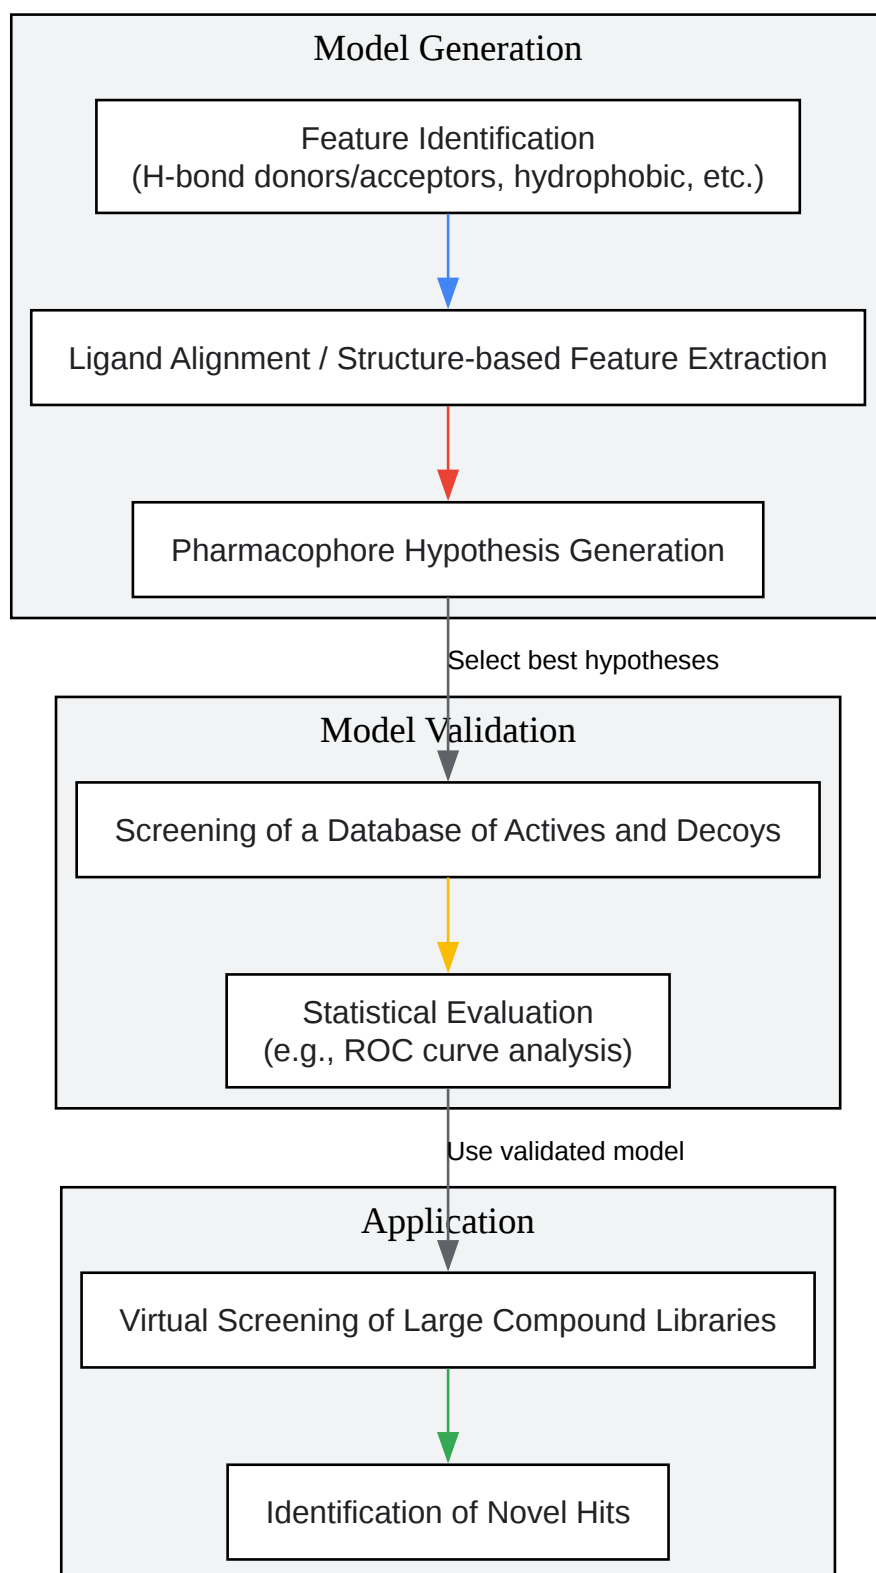 Model Generation
Feature Identification
(H-bond donors/acceptors, hydrophobic, etc.)
Ligand Alignment / Structure-based Feature Extraction
Pharmacophore Hypothesis Generation
Select best hypotheses
Model Validation
Screening of a Database of Actives and Decoys
Statistical Evaluation
(e.g., ROC curve analysis)
Use validated model
Application
Virtual Screening of Large Compound Libraries
Identification of Novel Hits